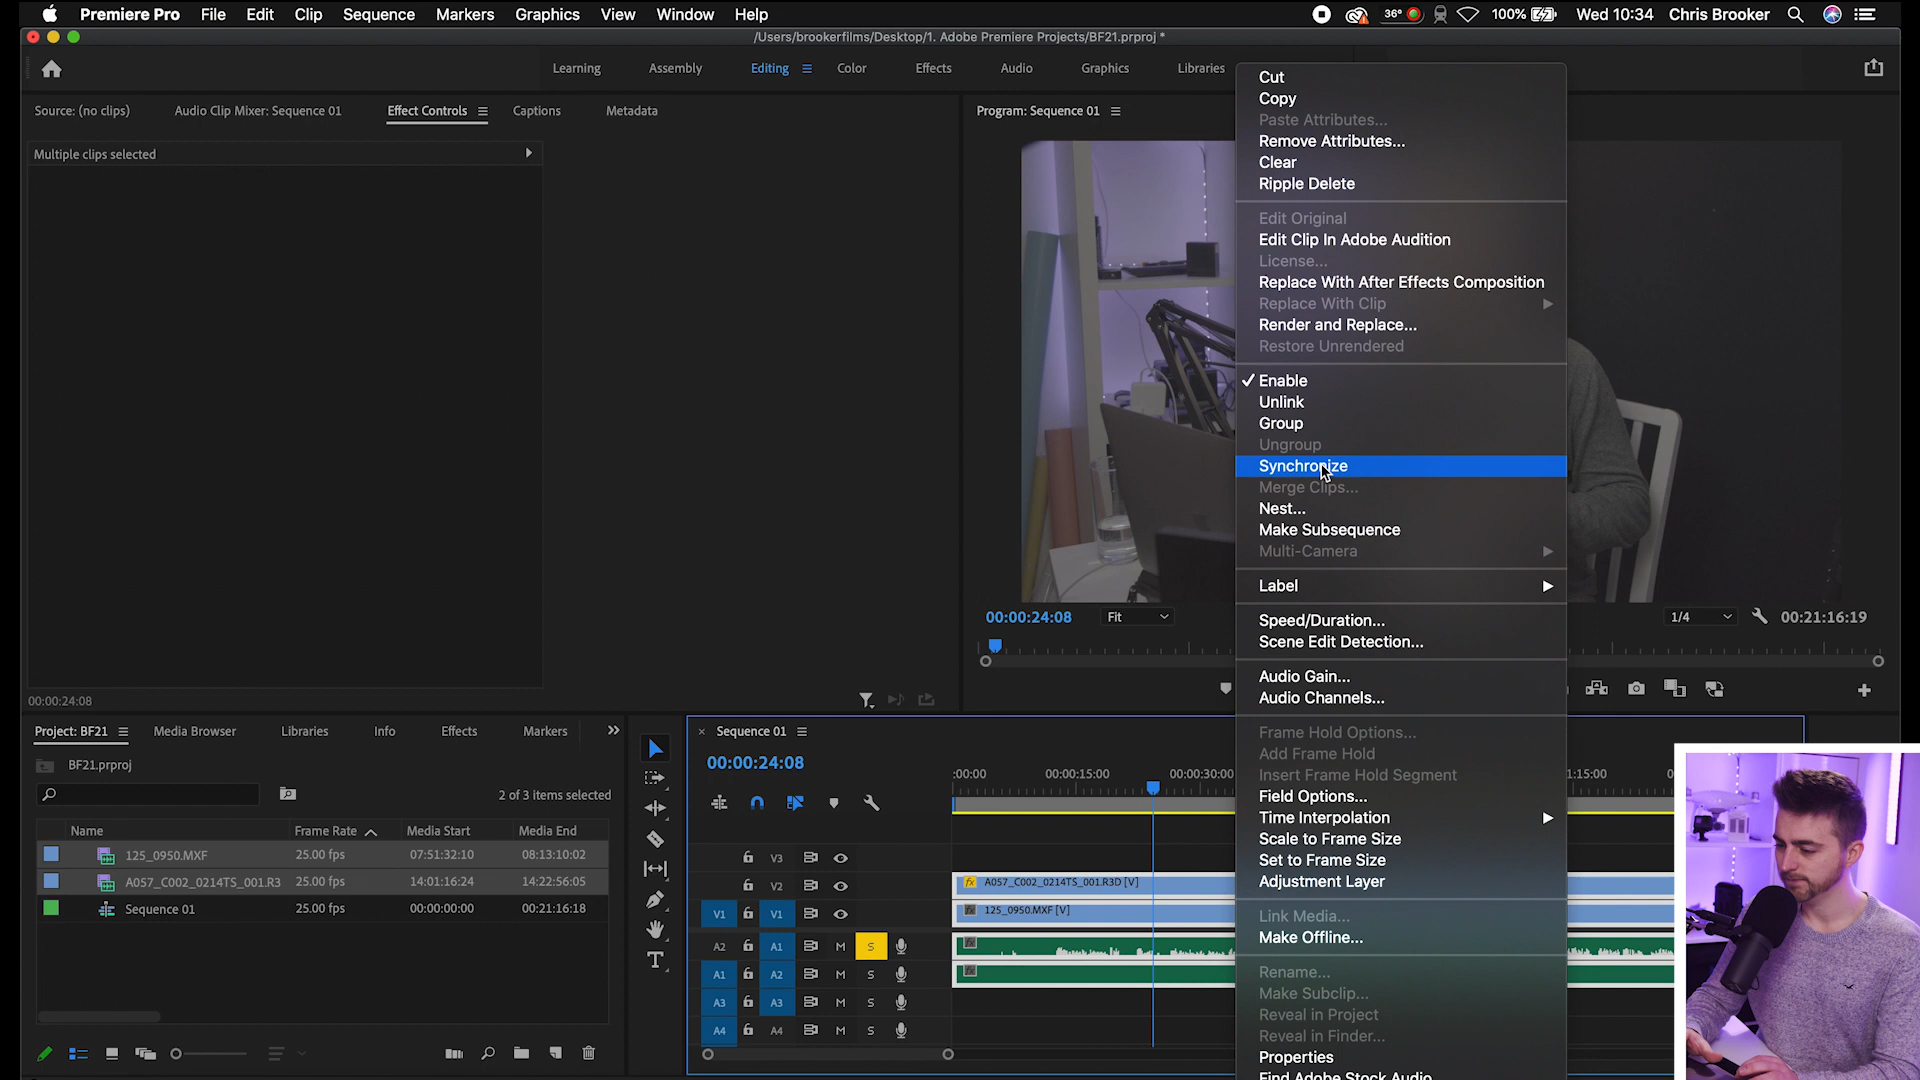 Premiere Pro File Edit Clip Sequence Markers Graphics View Window Help 36° 100% Wed 10:34 Chris Brooker
/Users/brookerfilms/Desktop/1. Adobe Premiere Projects/BF21.prproj *
Learning Assembly Editing Color Effects Audio Graphics Libraries
Source: (no clips) Audio Clip Mixer: Sequence 01 Effect Controls Captions Metadata
Multiple clips selected
00:00:24:08
Program: Sequence 01
00:00:24:08 Fit 1/4 00:21:16:19
Cut
Copy
Paste Attributes...
Remove Attributes...
Clear
Ripple Delete
Edit Original
Edit Clip In Adobe Audition
License...
Replace With After Effects Composition
Replace With Clip
Render and Replace...
Restore Unrendered
Enable
Unlink
Group
Ungroup
Synchronize
Merge Clips...
Nest...
Make Subsequence
Multi-Camera
Label
Speed/Duration...
Scene Edit Detection...
Audio Gain...
Audio Channels...
Frame Hold Options...
Add Frame Hold
Insert Frame Hold Segment
Field Options...
Time Interpolation
Scale to Frame Size
Set to Frame Size
Adjustment Layer
Link Media...
Make Offline...
Rename...
Make Subclip...
Reveal in Project
Reveal in Finder...
Properties
Find Adobe Stock Audio
Project: BF21 Media Browser Libraries Info Effects Markers
BF21.prproj
2 of 3 items selected
Name Frame Rate Media Start Media End
125_0950.MXF 25.00 fps 07:51:32:10 08:13:10:02
A057_C002_0214TS_001.R3 25.00 fps 14:01:16:24 14:22:56:05
Sequence 01 25.00 fps 00:00:00:00 00:21:16:18
× Sequence 01
00:00:24:08
:00:00 00:00:15:00 00:00:30:00 1:15:00
V3
V2 A057_C002_0214TS_001.R3D [V]
V1 V1 125_0950.MXF [V]
A2 A1 M S
A1 A2 M S
A3 A3 M S
A4 A4 M S